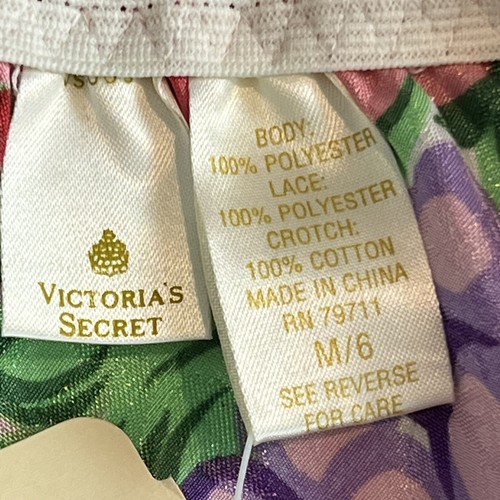 VICTORIA'S
SECRET
BODY:
100% POLYESTER
LACE:
100% POLYESTER
CROTCH:
100% COTTON
MADE IN CHINA
RN 79711
M/6
SEE REVERSE
FOR CARE